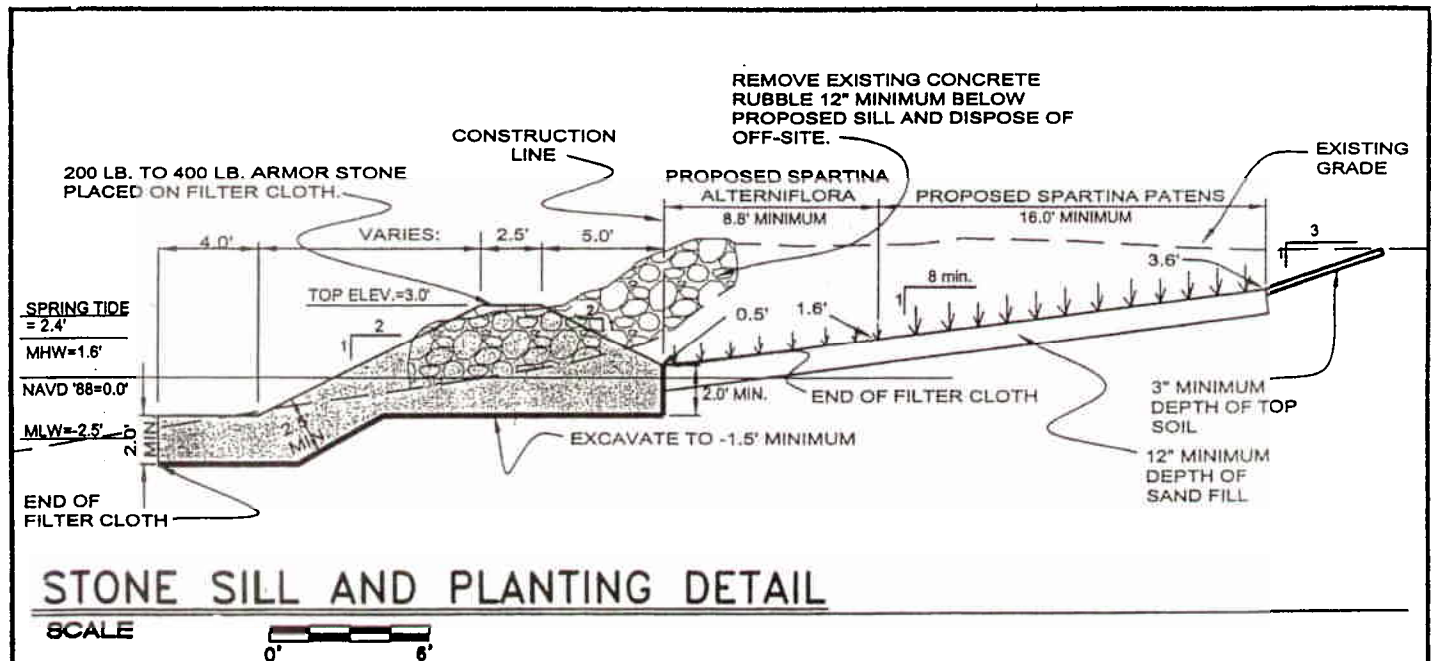 REMOVE EXISTING CONCRETE
RUBBLE 12" MINIMUM BELOW
PROPOSED SILL AND DISPOSE OF
OFF-SITE.
CONSTRUCTION
LINE
EXISTING
GRADE
200 LB. TO 400 LB. ARMOR STONE
PLACED ON FILTER CLOTH.
PROPOSED SPARTINA
ALTERNIFLORA
8.8' MINIMUM
PROPOSED SPARTINA PATENS
16.0' MINIMUM
4.0'
VARIES:
2.5'
5.0'
3
1
3.6'
8 min.
1
TOP ELEV.=3.0'
SPRING TIDE
= 2.4'
MHW=1.6'
NAVD '88=0.0'
MLW=-2.5'
2
1
2
1
0.5'
1.6'
2.0' MIN.
END OF FILTER CLOTH
2.0'
MIN
2.5'
MIN.
EXCAVATE TO -1.5' MINIMUM
3" MINIMUM
DEPTH OF TOP
SOIL
12" MINIMUM
DEPTH OF
SAND FILL
END OF
FILTER CLOTH
STONE SILL AND PLANTING DETAIL
SCALE
0'
6'